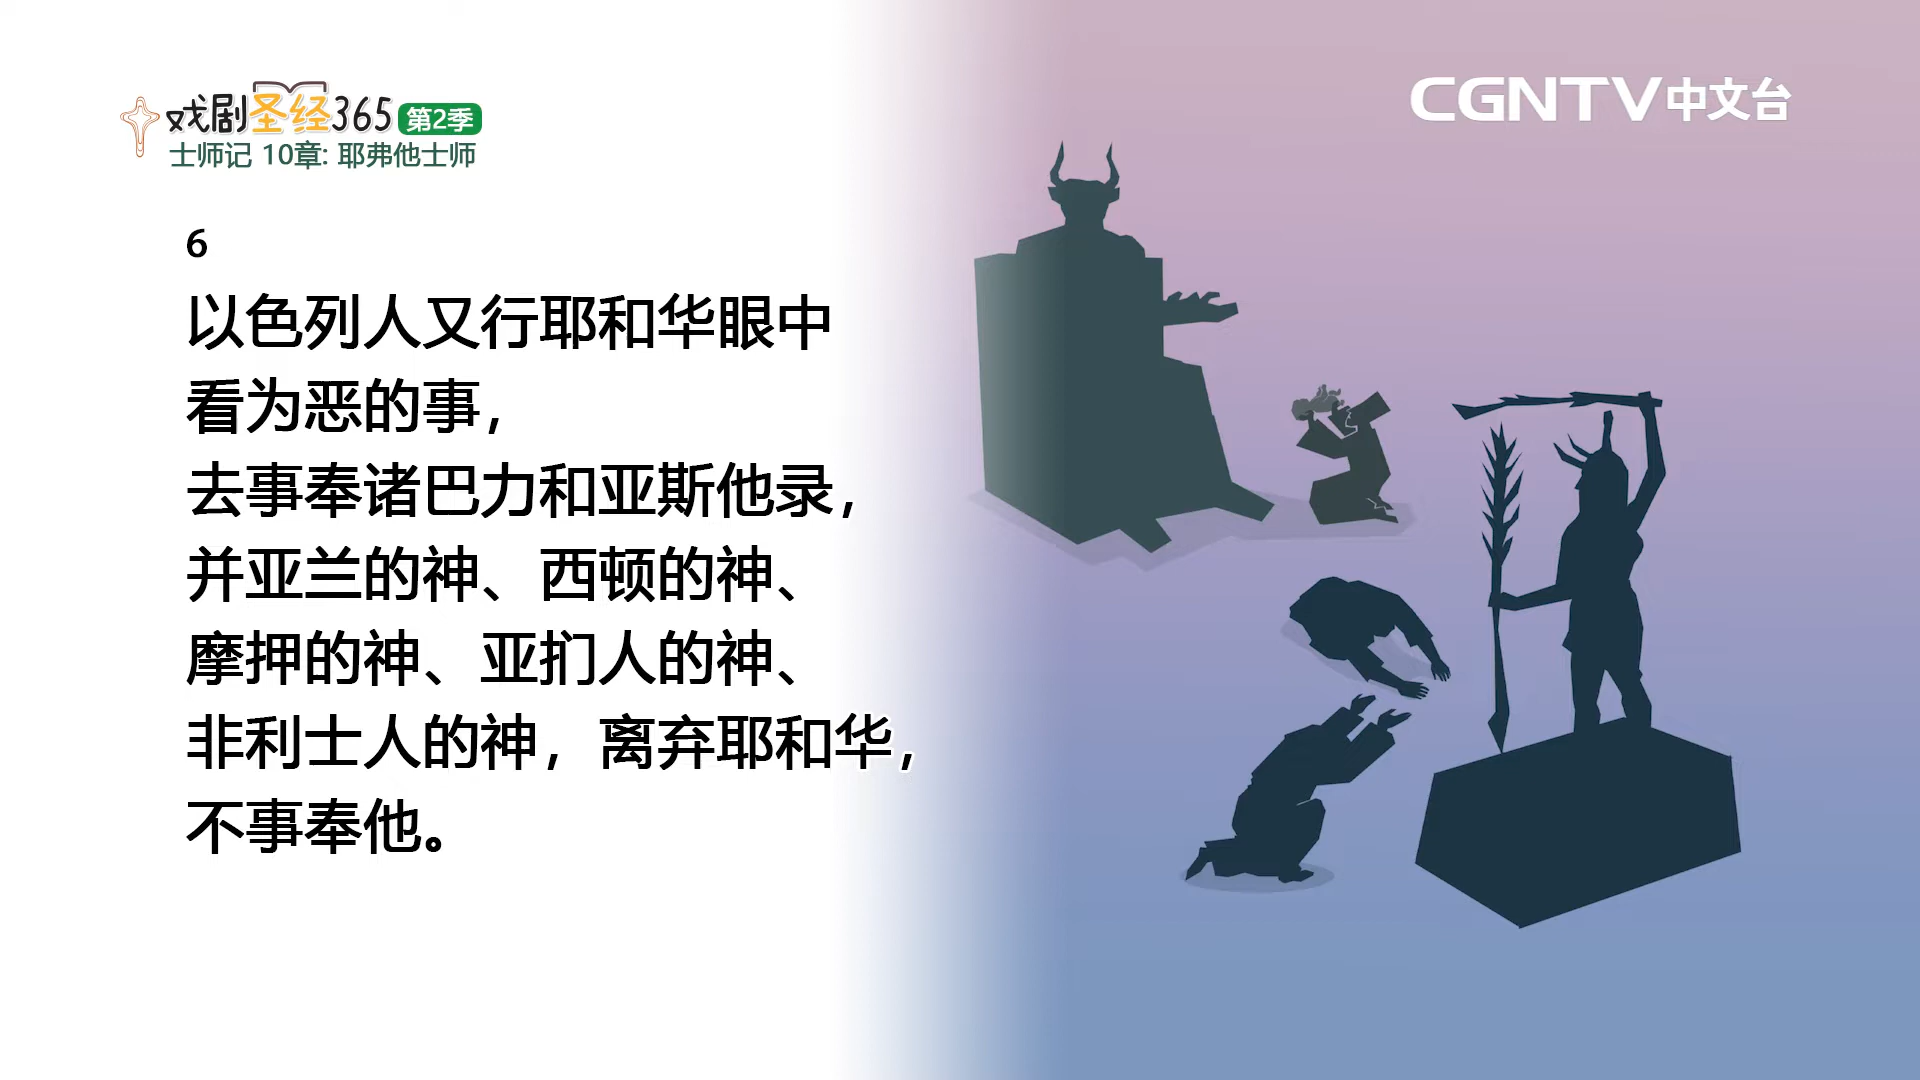 戏剧圣经365 第2季
士师记 10章: 耶弗他士师
CGNTV中文台
6
以色列人又行耶和华眼中
看为恶的事，
去事奉诸巴力和亚斯他录，
并亚兰的神、西顿的神、
摩押的神、亚扪人的神、
非利士人的神，离弃耶和华，
不事奉他。